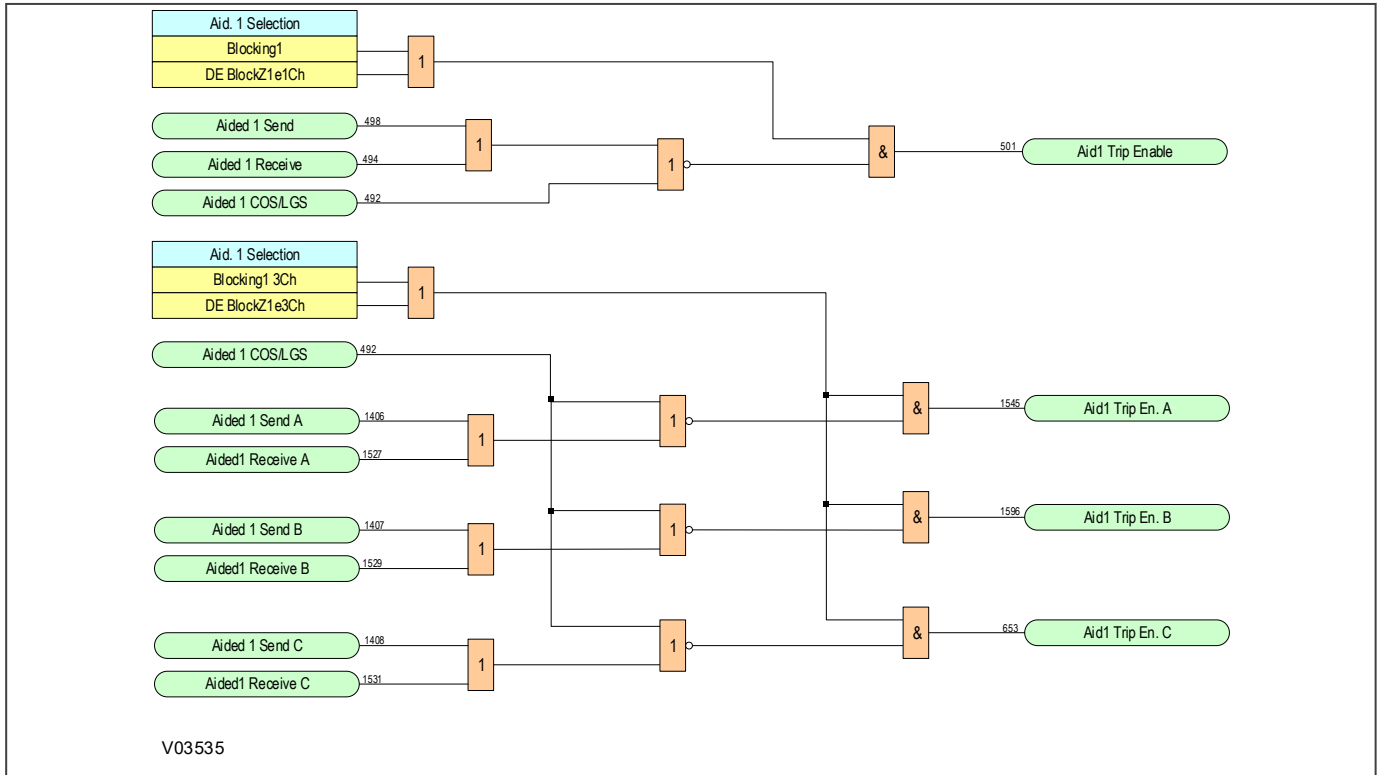 Aid. 1 Selection
Blocking1
1
DE BlockZ1e1Ch
Aided 1 Send 498
1
1
&
501 Aid1 Trip Enable
Aided 1 Receive 494
Aided 1 COS/LGS 492
Aid. 1 Selection
Blocking1 3Ch
1
DE BlockZ1e3Ch
Aided 1 COS/LGS 492
Aided 1 Send A 1406
1
1
&
1545 Aid1 Trip En. A
Aided1 Receive A 1527
Aided 1 Send B 1407
1
1
&
1596 Aid1 Trip En. B
Aided1 Receive B 1529
Aided 1 Send C 1408
1
1
&
653 Aid1 Trip En. C
Aided1 Receive C 1531
V03535